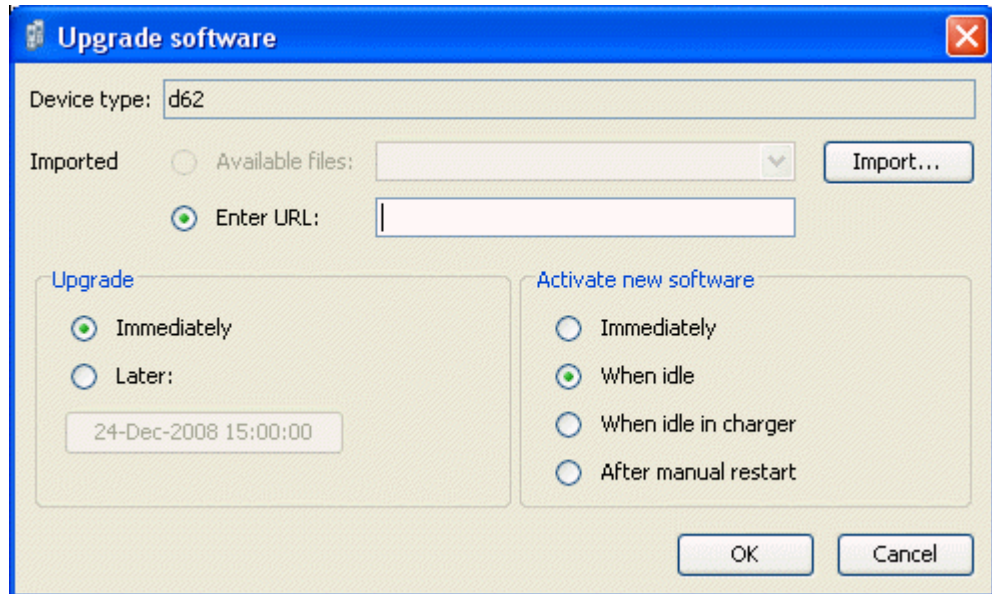 Upgrade software
Device type: d62
Imported Available files: Import...
Enter URL:
Upgrade
Immediately
Later:
24-Dec-2008 15:00:00
Activate new software
Immediately
When idle
When idle in charger
After manual restart
OK Cancel